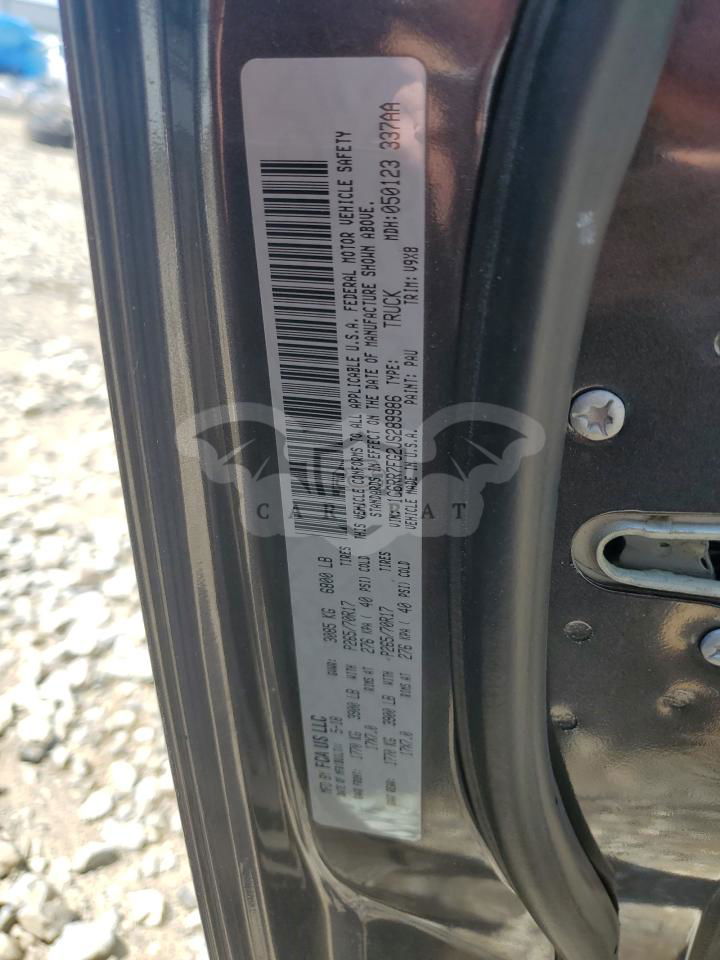 MFD BY: FCA US LLC
DATE OF MFR: 5-18 GVWR: 3085 KG 6800 LB
GAWR FRONT: 1770 KG 3900 LB WITH P265/70R17 TIRES
17X7.0 RIMS AT 276 KPA ( 40 PSI) COLD
GAWR REAR: 1770 KG 3900 LB WITH P265/70R17 TIRES
17X7.0 RIMS AT 276 KPA ( 40 PSI) COLD
THIS VEHICLE CONFORMS TO ALL APPLICABLE U.S.A. FEDERAL MOTOR VEHICLE SAFETY
STANDARDS IN EFFECT ON THE DATE OF MANUFACTURE SHOWN ABOVE.
VIN: 1C6RR7FG2JS289986 TYPE: TRUCK MDH:050123 337AA
VEHICLE MADE IN U.S.A. PAINT: PAU TRIM: V9X8